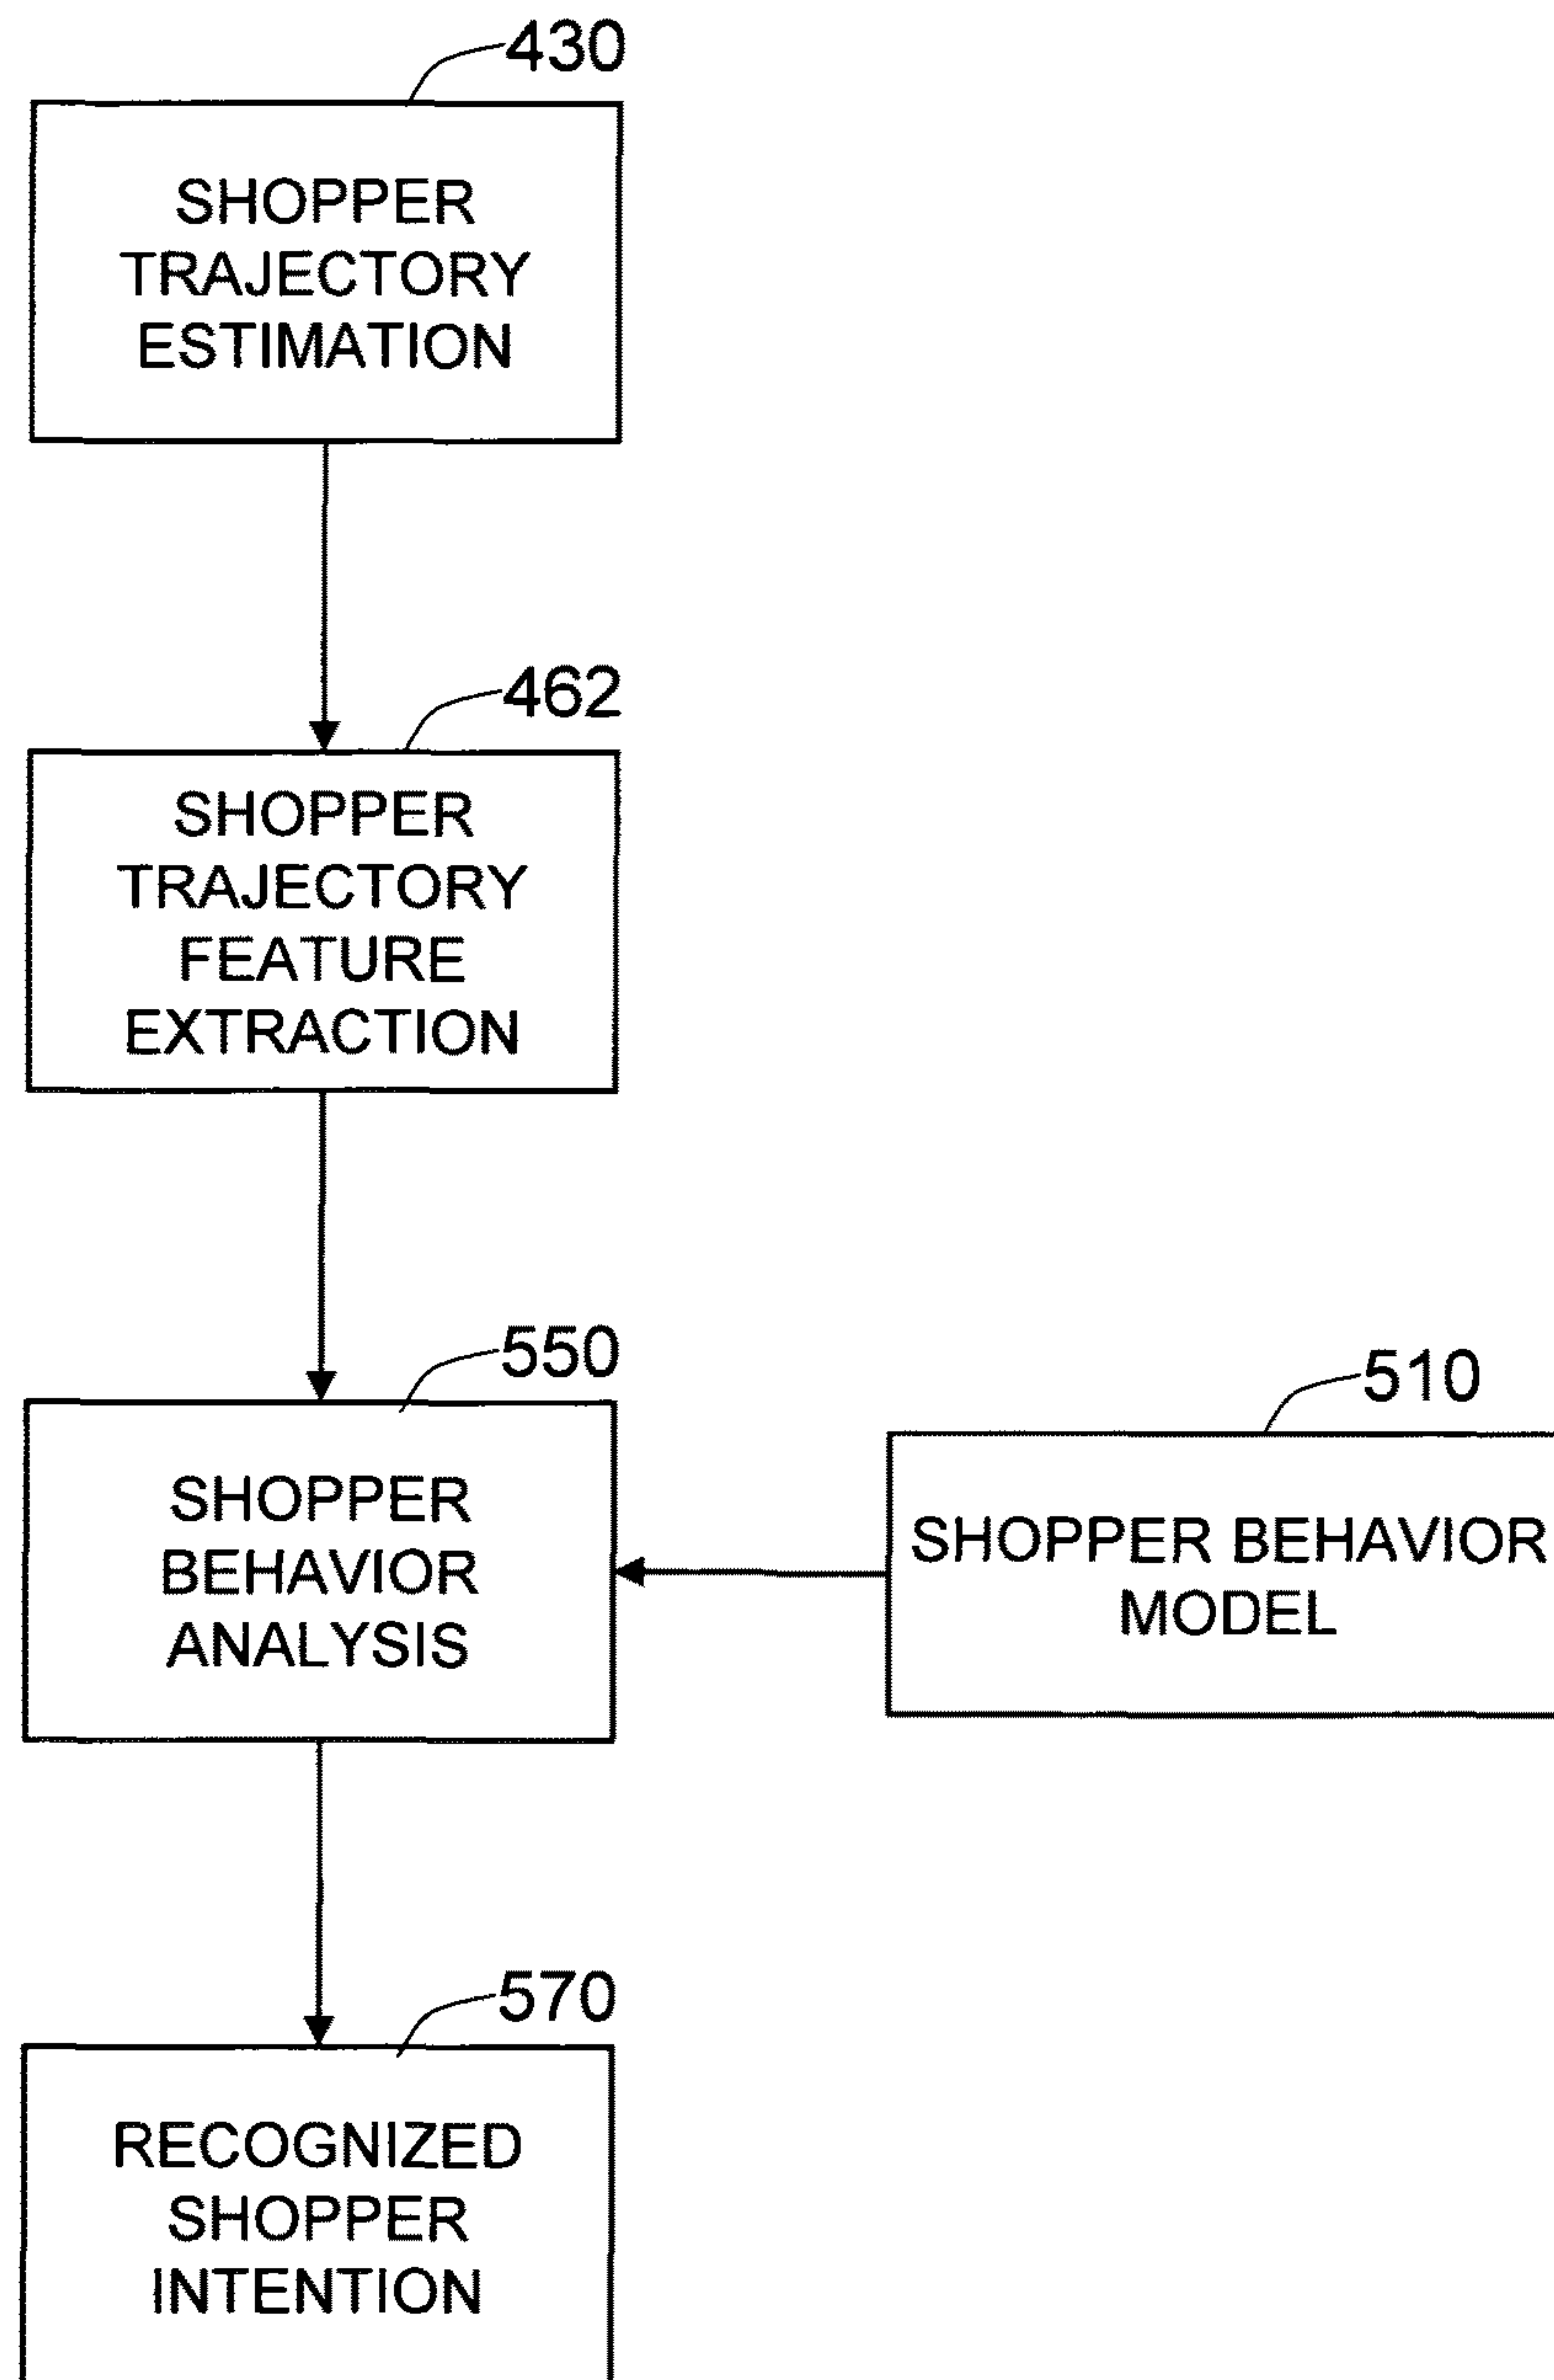 430
SHOPPER
TRAJECTORY
ESTIMATION
462
SHOPPER
TRAJECTORY
FEATURE
EXTRACTION
550
SHOPPER
BEHAVIOR
ANALYSIS
510
SHOPPER BEHAVIOR
MODEL
570
RECOGNIZED
SHOPPER
INTENTION